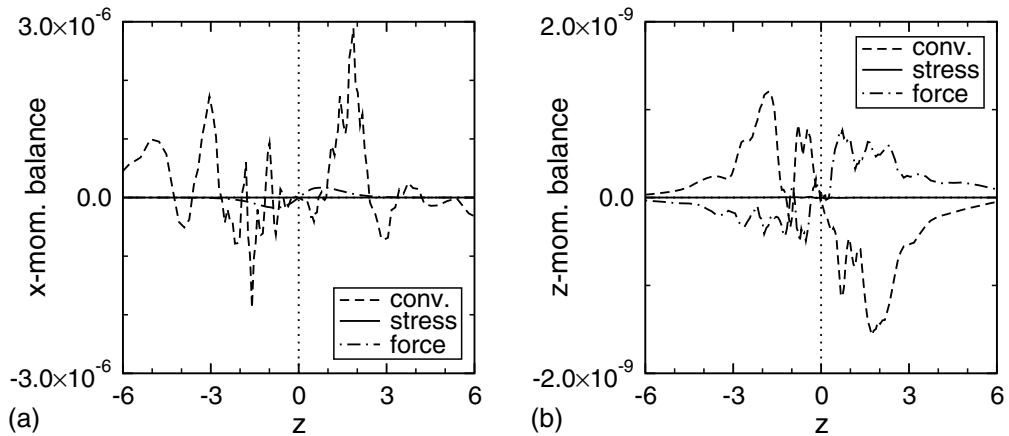 3.0×10⁻⁶
0.0
-3.0×10⁻⁶
x-mom. balance
conv.
stress
force
-6 -3 0 3 6
z
(a)
2.0×10⁻⁹
0.0
-2.0×10⁻⁹
z-mom. balance
conv.
stress
force
-6 -3 0 3 6
z
(b)